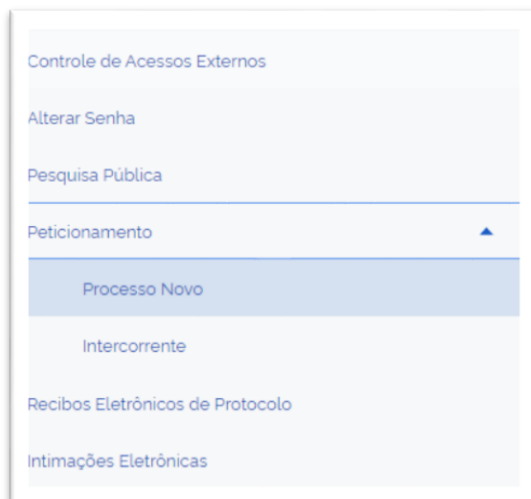 Controle de Acessos Externos
Alterar Senha
Pesquisa Pública
Peticionamento
Processo Novo
Intercorrente
Recibos Eletrônicos de Protocolo
Intimações Eletrônicas